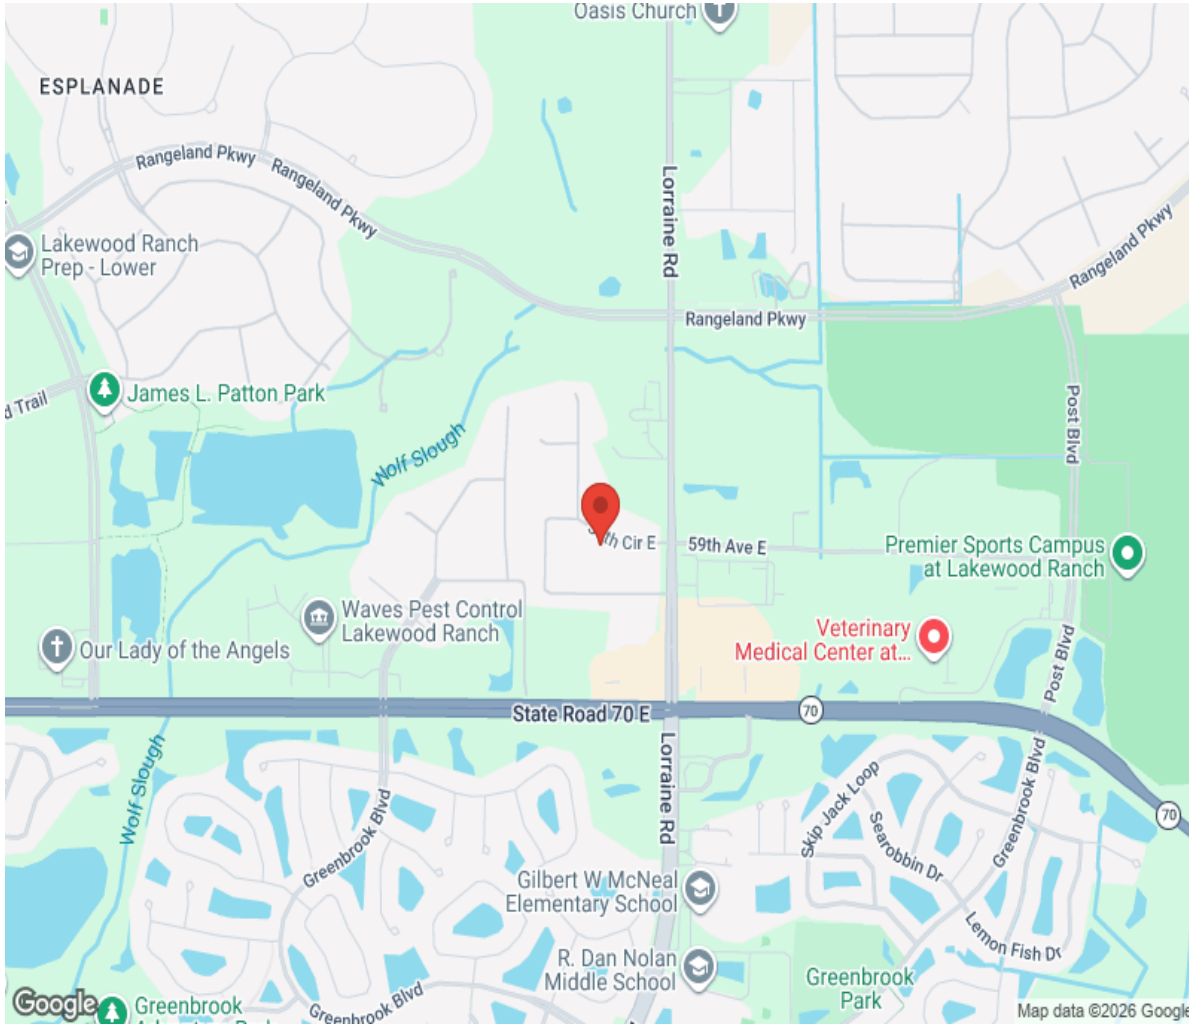 Oasis Church
ESPLANADE
Rangeland Pkwy
Rangeland Pkwy
Lorraine Rd
Rangeland Pkwy
Lakewood Ranch
Prep - Lower
Rangeland Pkwy
James L. Patton Park
d Trail
Post Blvd
Wolf Slough
th Cir E
59th Ave E
Premier Sports Campus
at Lakewood Ranch
Waves Pest Control
Lakewood Ranch
Veterinary
Medical Center at...
Our Lady of the Angels
Post Blvd
State Road 70 E
70
Wolf Slough
Lorraine Rd
Greenbrook Blvd
Skip Jack Loop
Searobbin Dr
Greenbrook Blvd
70
Gilbert W McNeal
Elementary School
Lemon Fish Dr
R. Dan Nolan
Middle School
Greenbrook
Park
Google
Greenbrook
Greenbrook Blvd
Map data ©2026 Google